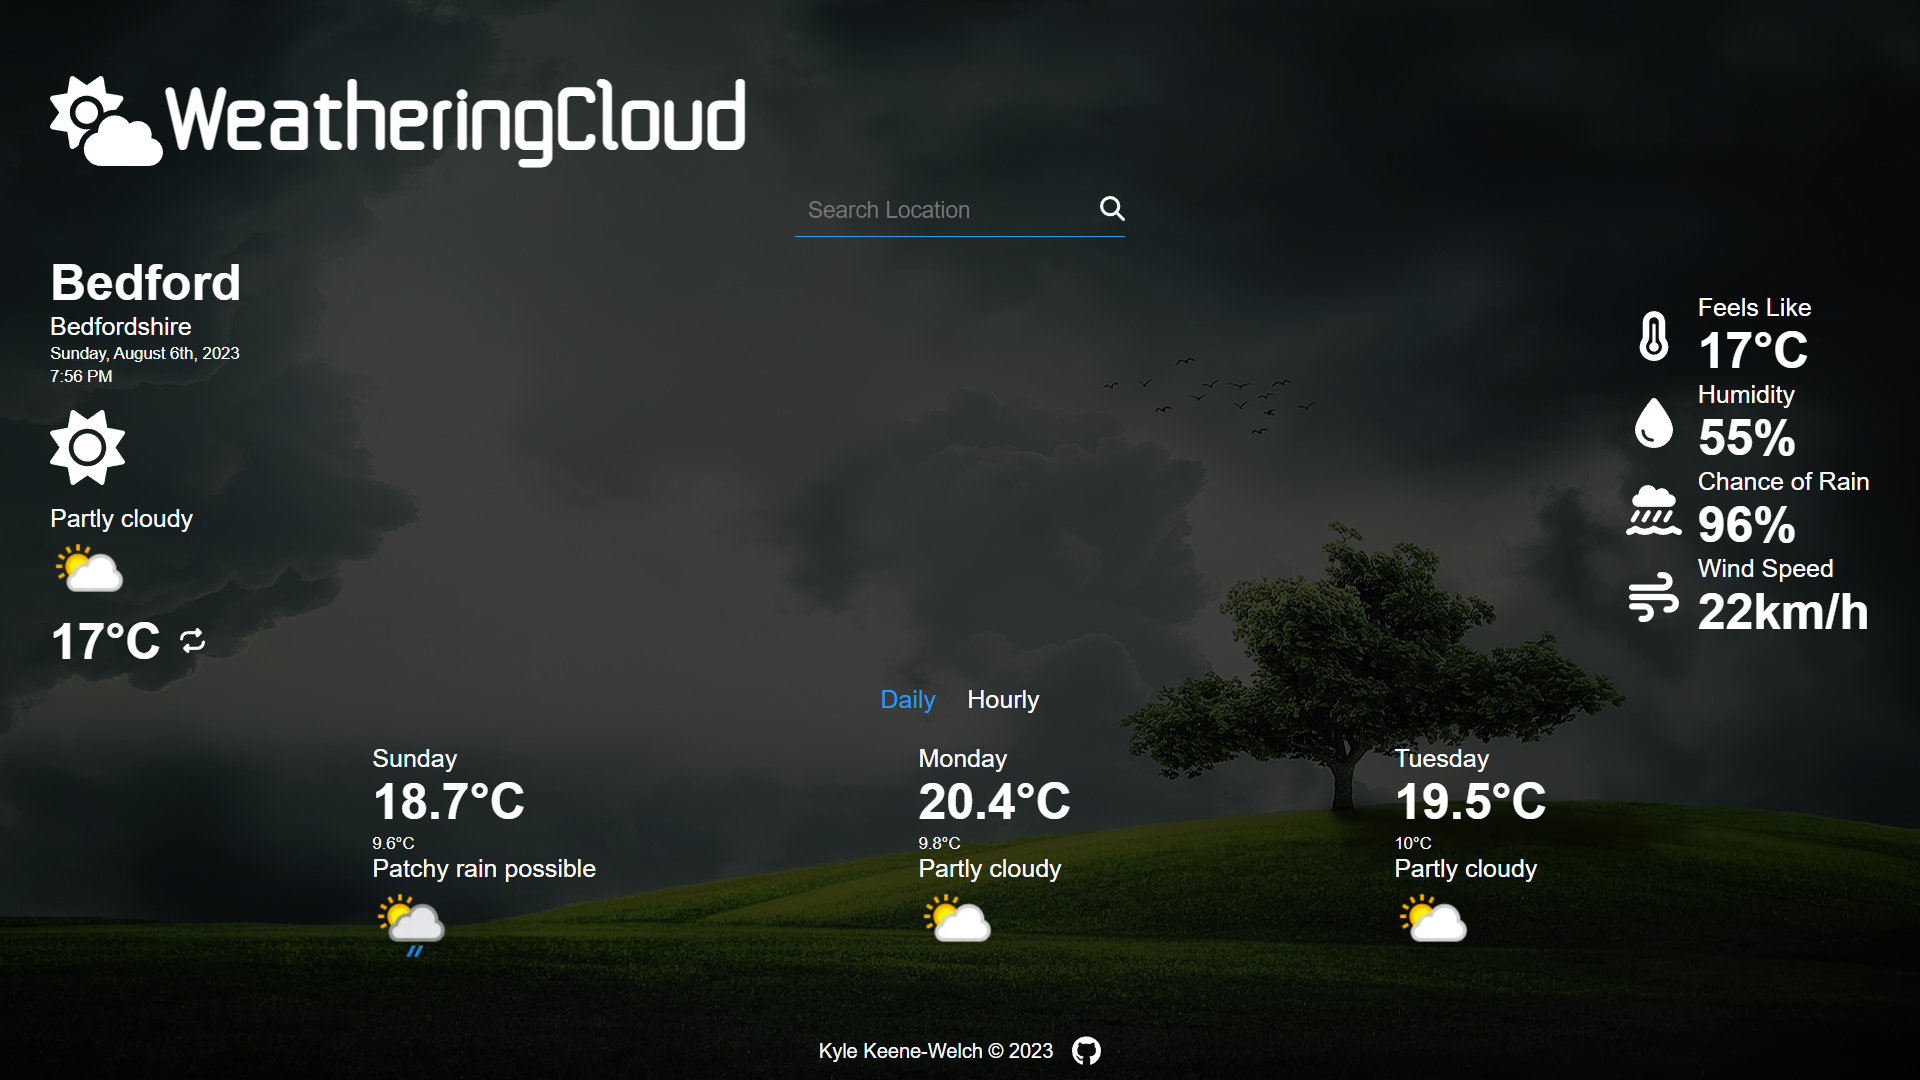 WeatheringCloud
Search Location
Bedford
Bedfordshire
Sunday, August 6th, 2023
7:56 PM
Partly cloudy
17°C
Feels Like
17°C
Humidity
55%
Chance of Rain
96%
Wind Speed
22km/h
Daily Hourly
Sunday
18.7°C
9.6°C
Patchy rain possible
Monday
20.4°C
9.8°C
Partly cloudy
Tuesday
19.5°C
10°C
Partly cloudy
Kyle Keene-Welch © 2023